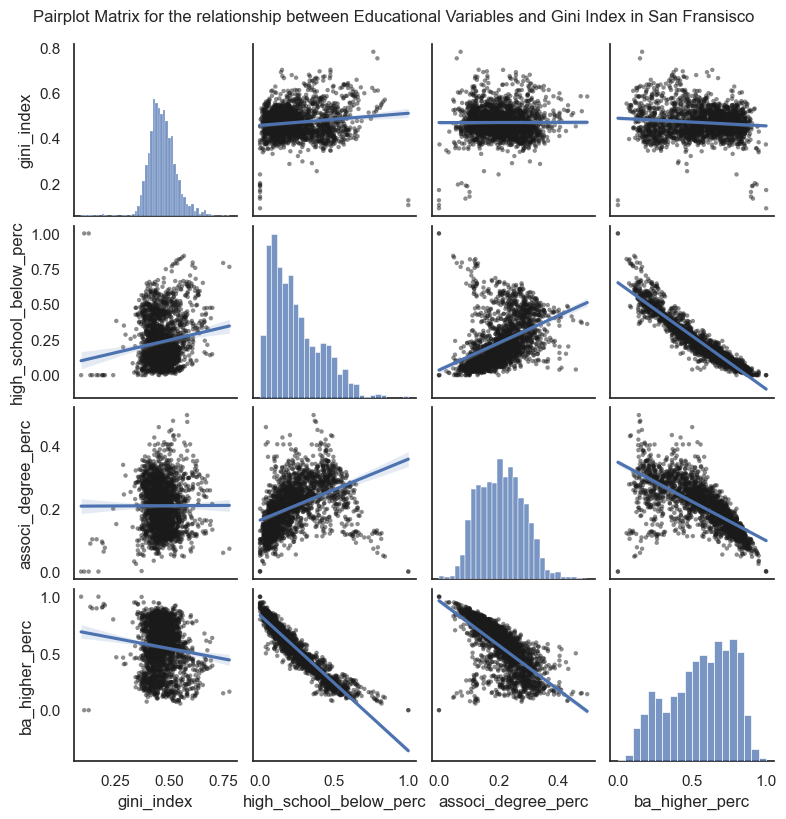 Pairplot Matrix for the relationship between Educational Variables and Gini Index in San Fransisco
0.8
0.6
0.4
0.2
gini_index
1.00
0.75
0.50
0.25
0.00
high_school_below_perc
0.4
0.2
0.0
associ_degree_perc
1.0
0.5
0.0
ba_higher_perc
0.25 0.50 0.75
gini_index
0.0 0.5 1.0
high_school_below_perc
0.0 0.2 0.4
associ_degree_perc
0.0 0.5 1.0
ba_higher_perc